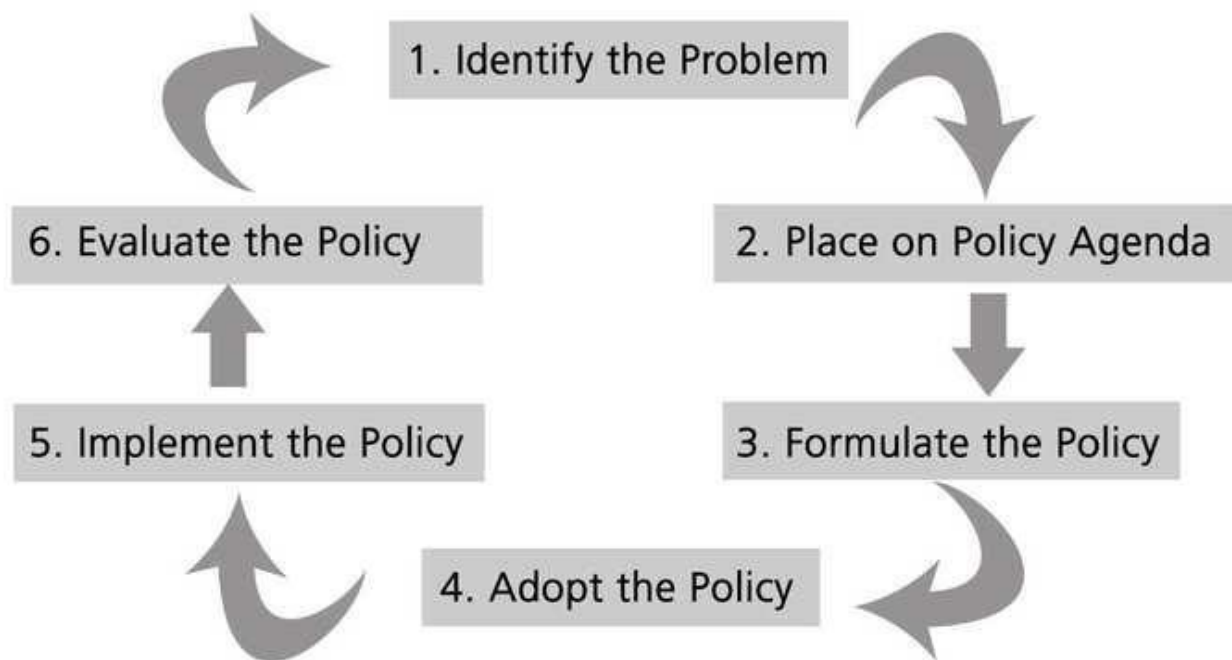 1. Identify the Problem
2. Place on Policy Agenda
3. Formulate the Policy
4. Adopt the Policy
5. Implement the Policy
6. Evaluate the Policy